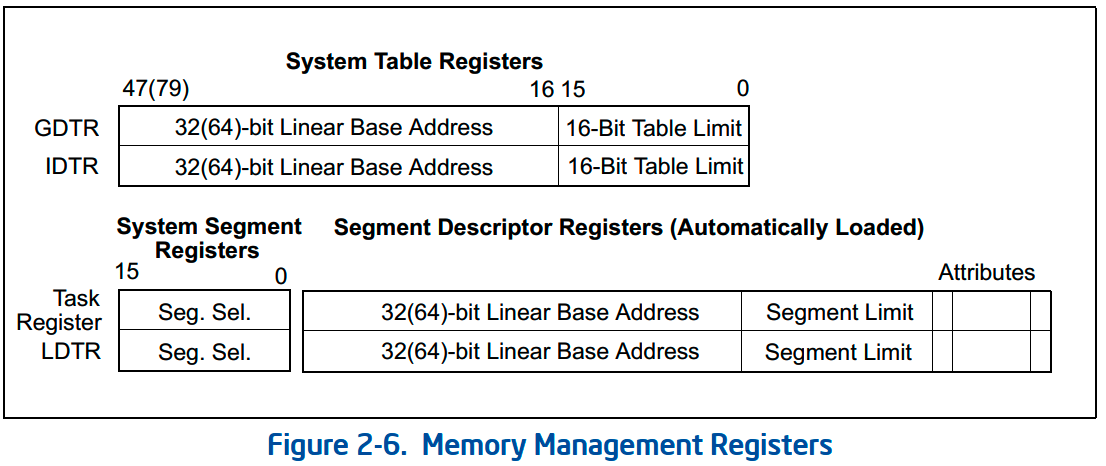 System Table Registers
47(79) 16 15 0
GDTR 32(64)-bit Linear Base Address 16-Bit Table Limit
IDTR 32(64)-bit Linear Base Address 16-Bit Table Limit
System Segment Registers
Segment Descriptor Registers (Automatically Loaded)
15 0
Attributes
Task Register Seg. Sel. 32(64)-bit Linear Base Address Segment Limit
LDTR Seg. Sel. 32(64)-bit Linear Base Address Segment Limit
Figure 2-6. Memory Management Registers